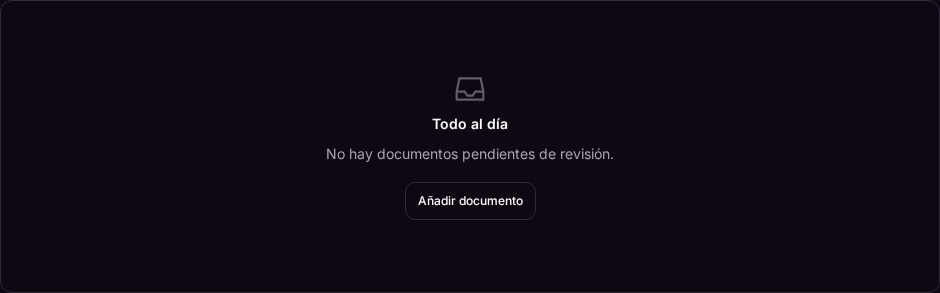 Todo al día
No hay documentos pendientes de revisión.
Añadir documento